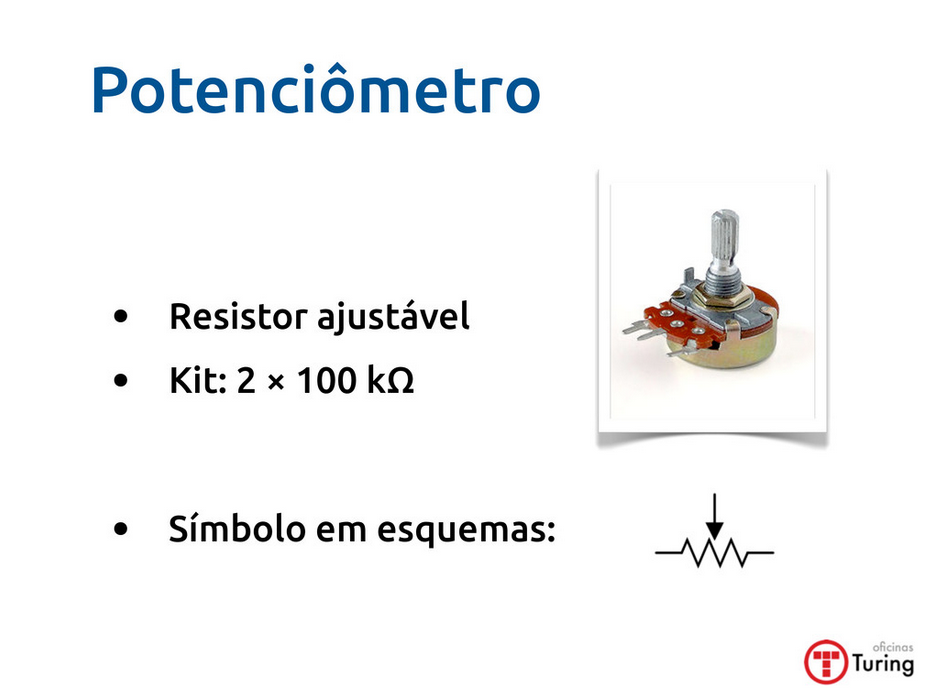 Potenciômetro
• Resistor ajustável
• Kit: 2 × 100 kΩ
• Símbolo em esquemas:
oficinas
Turing